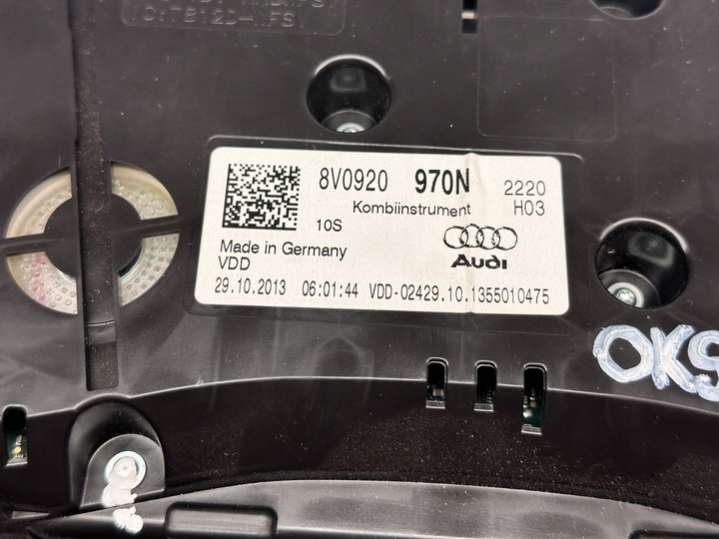 8V0920 970N 2220
Kombiinstrument H03
10S
Audi
Made in Germany
VDD
29.10.2013 06:01:44 VDD-02429.10.1355010475